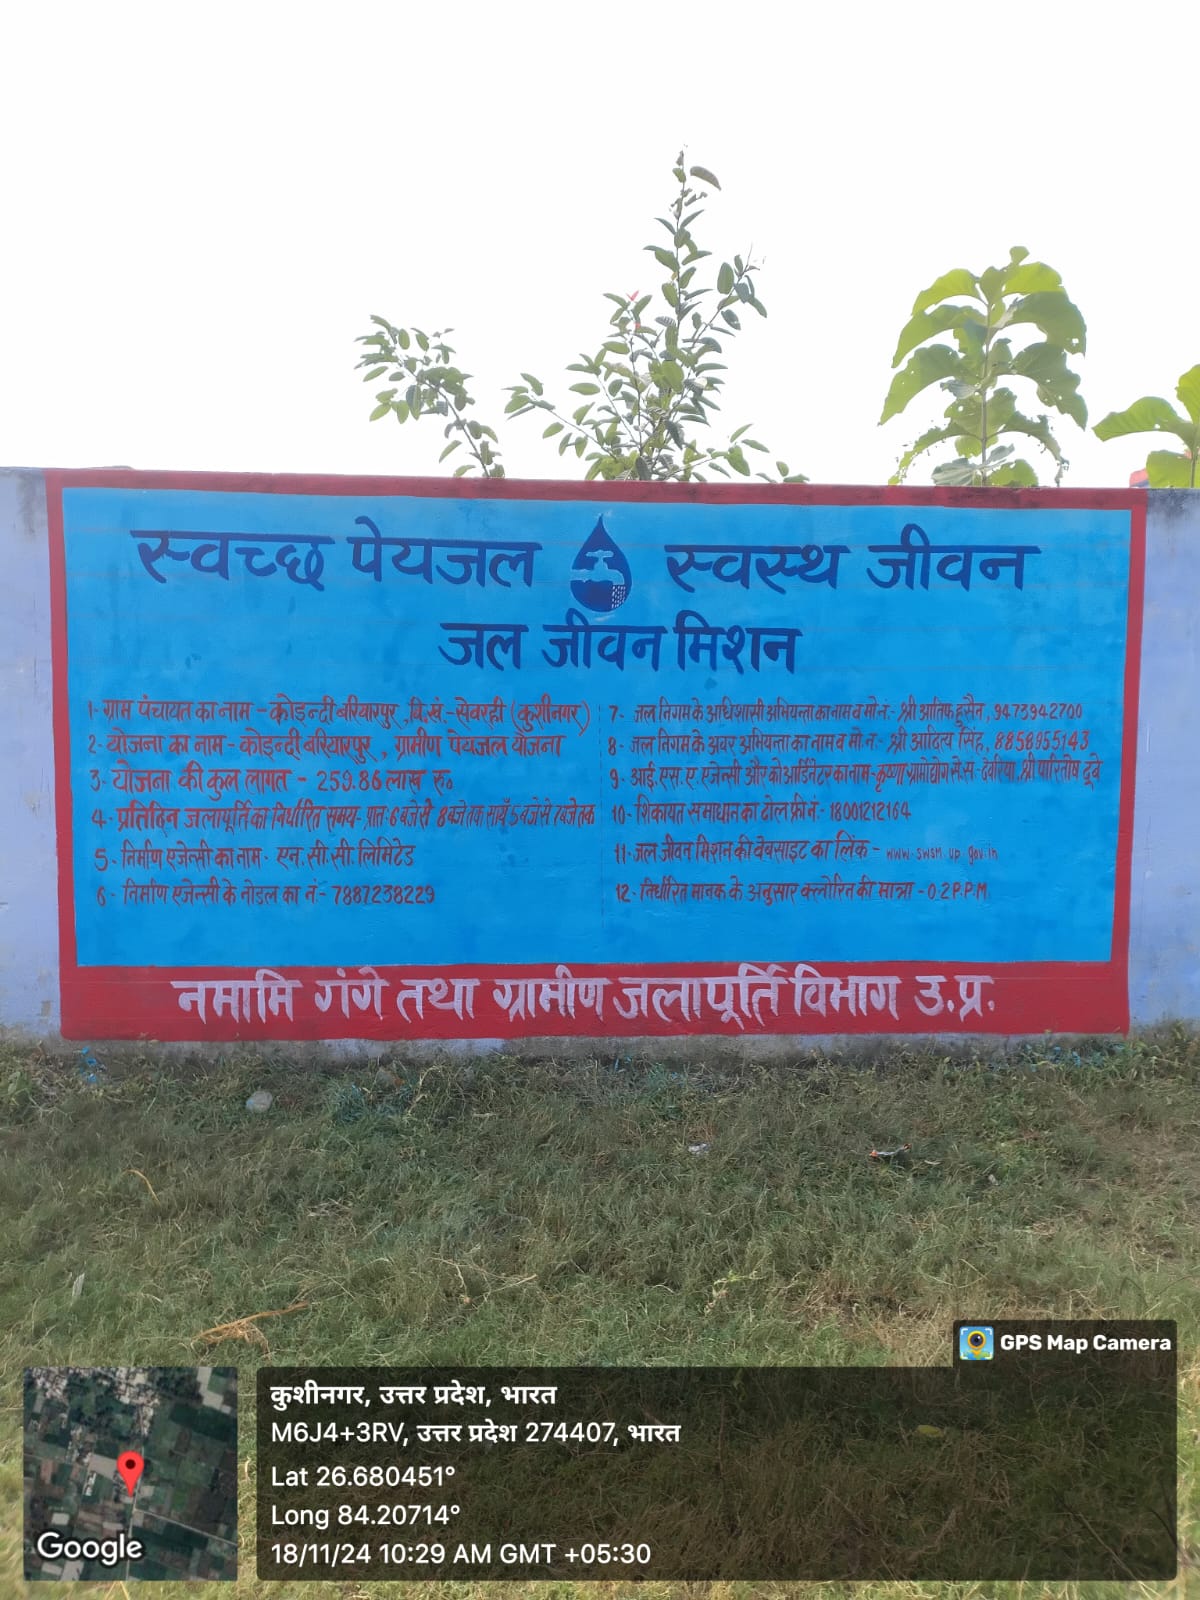 स्वच्छ पेयजल स्वस्थ जीवन
जल जीवन मिशन
1- ग्राम पंचायत का नाम - कोइन्दी बरियारपुर, वि.खं.- सेवरही (कुशीनगर)
2- योजना का नाम - कोइन्दी बरियारपुर, ग्रामीण पेयजल योजना
3- योजना की कुल लागत - 259.86 लाख रु०
4- प्रतिदिन जलापूर्ति का निर्धारित समय- प्रातः 6 बजे से 8 बजे तक सायँ 5 बजे से 7 बजे तक
5- निर्माण एजेन्सी का नाम- एन.सी.सी. लिमिटेड
6- निर्माण एजेन्सी के नोडल का नं- 7887238229
7- जल निगम के अधिशासी अभियन्ता का नाम व मो.नं.- श्री आतिफ हुसैन, 9473942700
8- जल निगम के अवर अभियन्ता का नाम व मो.नं.- श्री आदित्य सिंह, 8858955143
9- आई.एस.ए. एजेन्सी और कोआर्डिनेटर का नाम- कृष्णा ग्रामोद्योग से.स.- देवरिया, श्री पारितोष दूबे
10- शिकायत समाधान का टोल फ्री नं.- 18001212164
11- जल जीवन मिशन की वेबसाइट का लिंक - www.swsm.up.gov.in
12- निर्धारित मानक के अनुसार क्लोरिन की मात्रा - 0.2 P.P.M.
नमामि गंगे तथा ग्रामीण जलापूर्ति विभाग उ.प्र.
GPS Map Camera
कुशीनगर, उत्तर प्रदेश, भारत
M6J4+3RV, उत्तर प्रदेश 274407, भारत
Lat 26.680451°
Long 84.20714°
18/11/24 10:29 AM GMT +05:30
Google